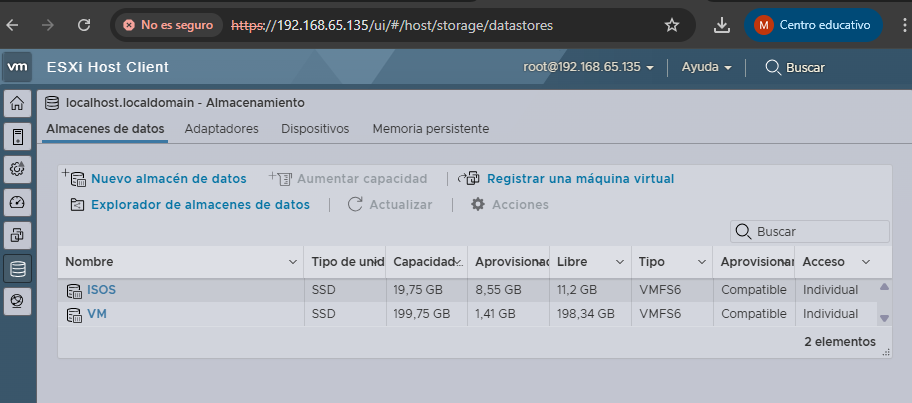 No es seguro https://192.168.65.135/ui/#/host/storage/datastores M Centro educativo
vm ESXi Host Client root@192.168.65.135 Ayuda Buscar
localhost.localdomain - Almacenamiento
Almacenes de datos Adaptadores Dispositivos Memoria persistente
Nuevo almacén de datos Aumentar capacidad Registrar una máquina virtual
Explorador de almacenes de datos Actualizar Acciones
Buscar
Nombre Tipo de unid Capacidad Aprovisionad Libre Tipo Aprovisionar Acceso
ISOS SSD 19,75 GB 8,55 GB 11,2 GB VMFS6 Compatible Individual
VM SSD 199,75 GB 1,41 GB 198,34 GB VMFS6 Compatible Individual
2 elementos